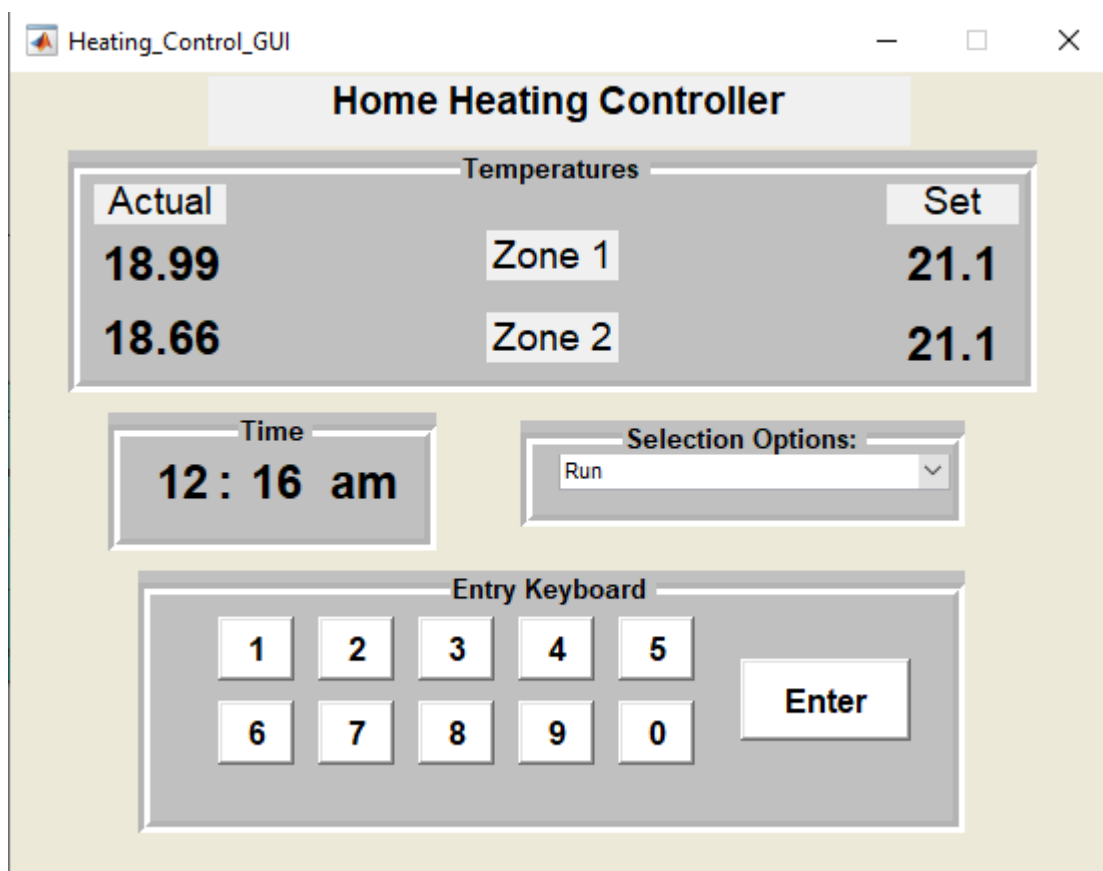 Heating_Control_GUI
Home Heating Controller
Temperatures
Actual Set
18.99 Zone 1 21.1
18.66 Zone 2 21.1
Time
12 : 16 am
Selection Options:
Run
Entry Keyboard
1 2 3 4 5
Enter
6 7 8 9 0